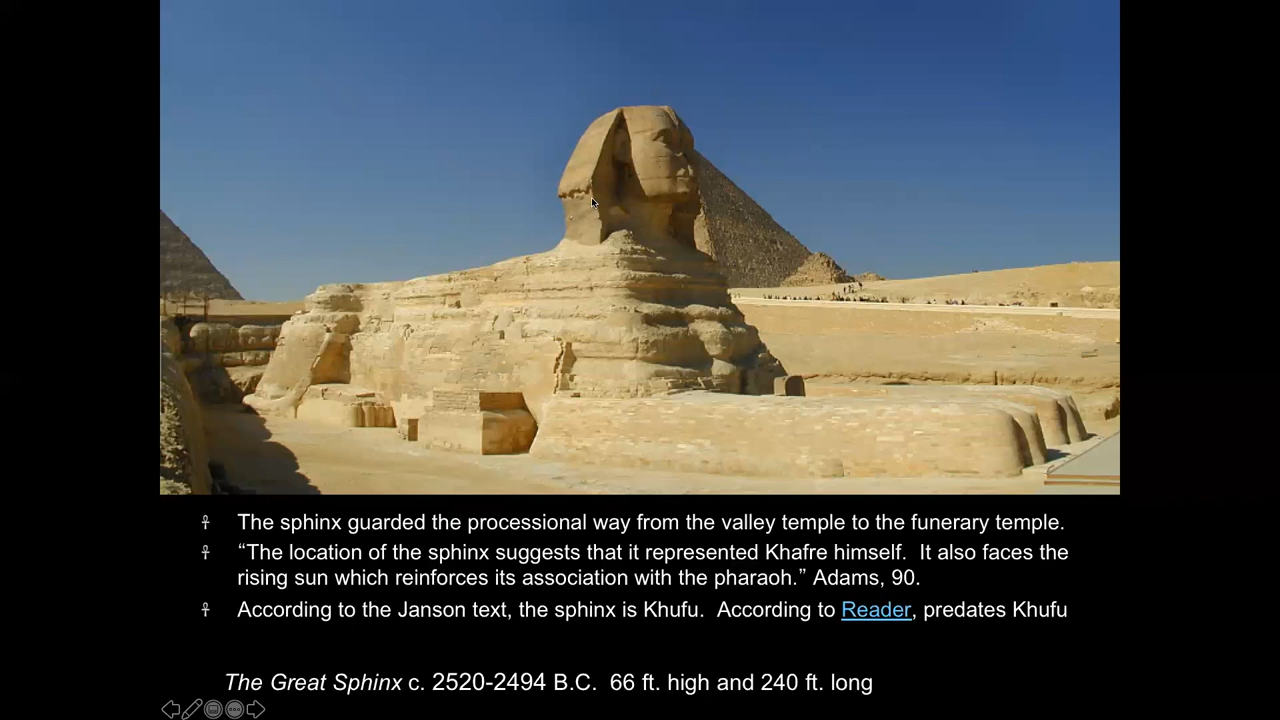 ☥ The sphinx guarded the processional way from the valley temple to the funerary temple.
☥ “The location of the sphinx suggests that it represented Khafre himself.  It also faces the
rising sun which reinforces its association with the pharaoh.” Adams, 90.
☥ According to the Janson text, the sphinx is Khufu.  According to Reader, predates Khufu
The Great Sphinx c. 2520-2494 B.C.  66 ft. high and 240 ft. long